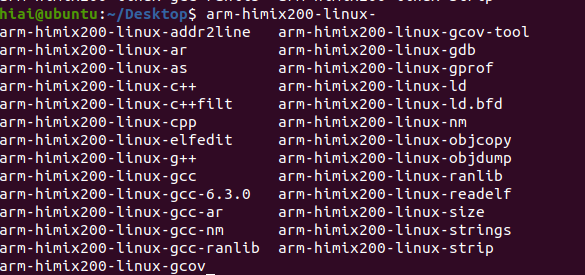 hiai@ubuntu:~/Desktop$ arm-himix200-linux-
arm-himix200-linux-addr2line arm-himix200-linux-gcov-tool
arm-himix200-linux-ar arm-himix200-linux-gdb
arm-himix200-linux-as arm-himix200-linux-gprof
arm-himix200-linux-c++ arm-himix200-linux-ld
arm-himix200-linux-c++filt arm-himix200-linux-ld.bfd
arm-himix200-linux-cpp arm-himix200-linux-nm
arm-himix200-linux-elfedit arm-himix200-linux-objcopy
arm-himix200-linux-g++ arm-himix200-linux-objdump
arm-himix200-linux-gcc arm-himix200-linux-ranlib
arm-himix200-linux-gcc-6.3.0 arm-himix200-linux-readelf
arm-himix200-linux-gcc-ar arm-himix200-linux-size
arm-himix200-linux-gcc-nm arm-himix200-linux-strings
arm-himix200-linux-gcc-ranlib arm-himix200-linux-strip
arm-himix200-linux-gcov